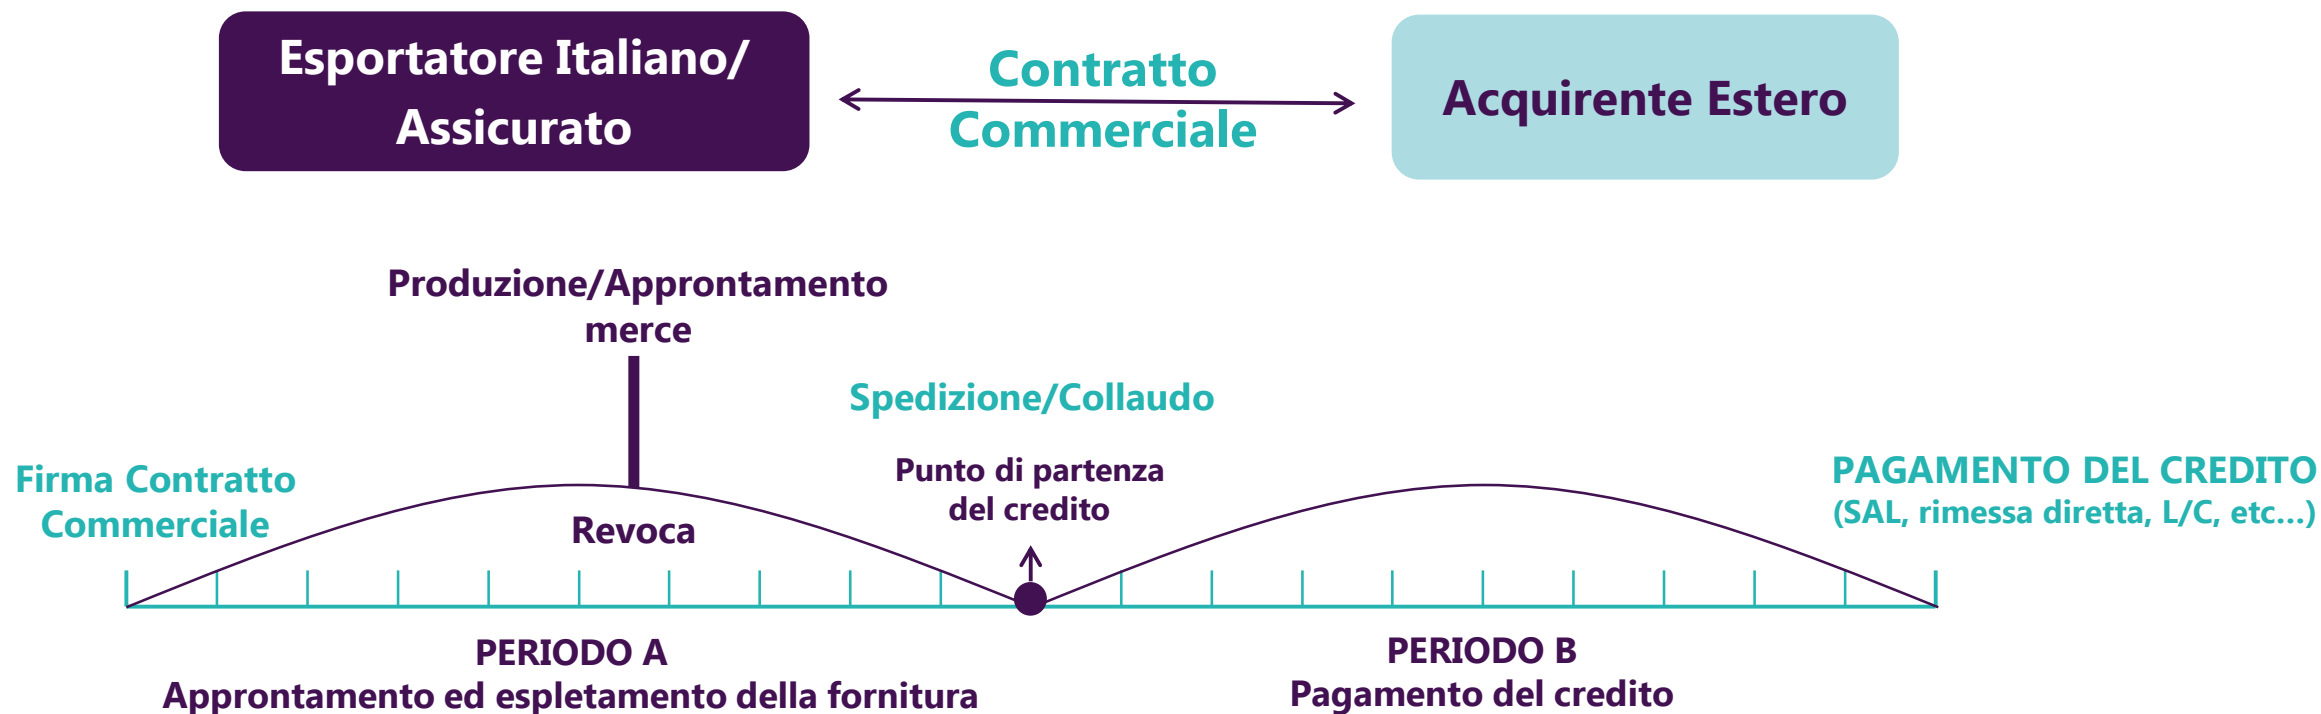 Esportatore Italiano/
Assicurato
Contratto
Commerciale
Acquirente Estero
Produzione/Approntamento
merce
Spedizione/Collaudo
Firma Contratto
Commerciale
Revoca
Punto di partenza
del credito
PAGAMENTO DEL CREDITO
(SAL, rimessa diretta, L/C, etc...)
PERIODO A
Approntamento ed espletamento della fornitura
PERIODO B
Pagamento del credito